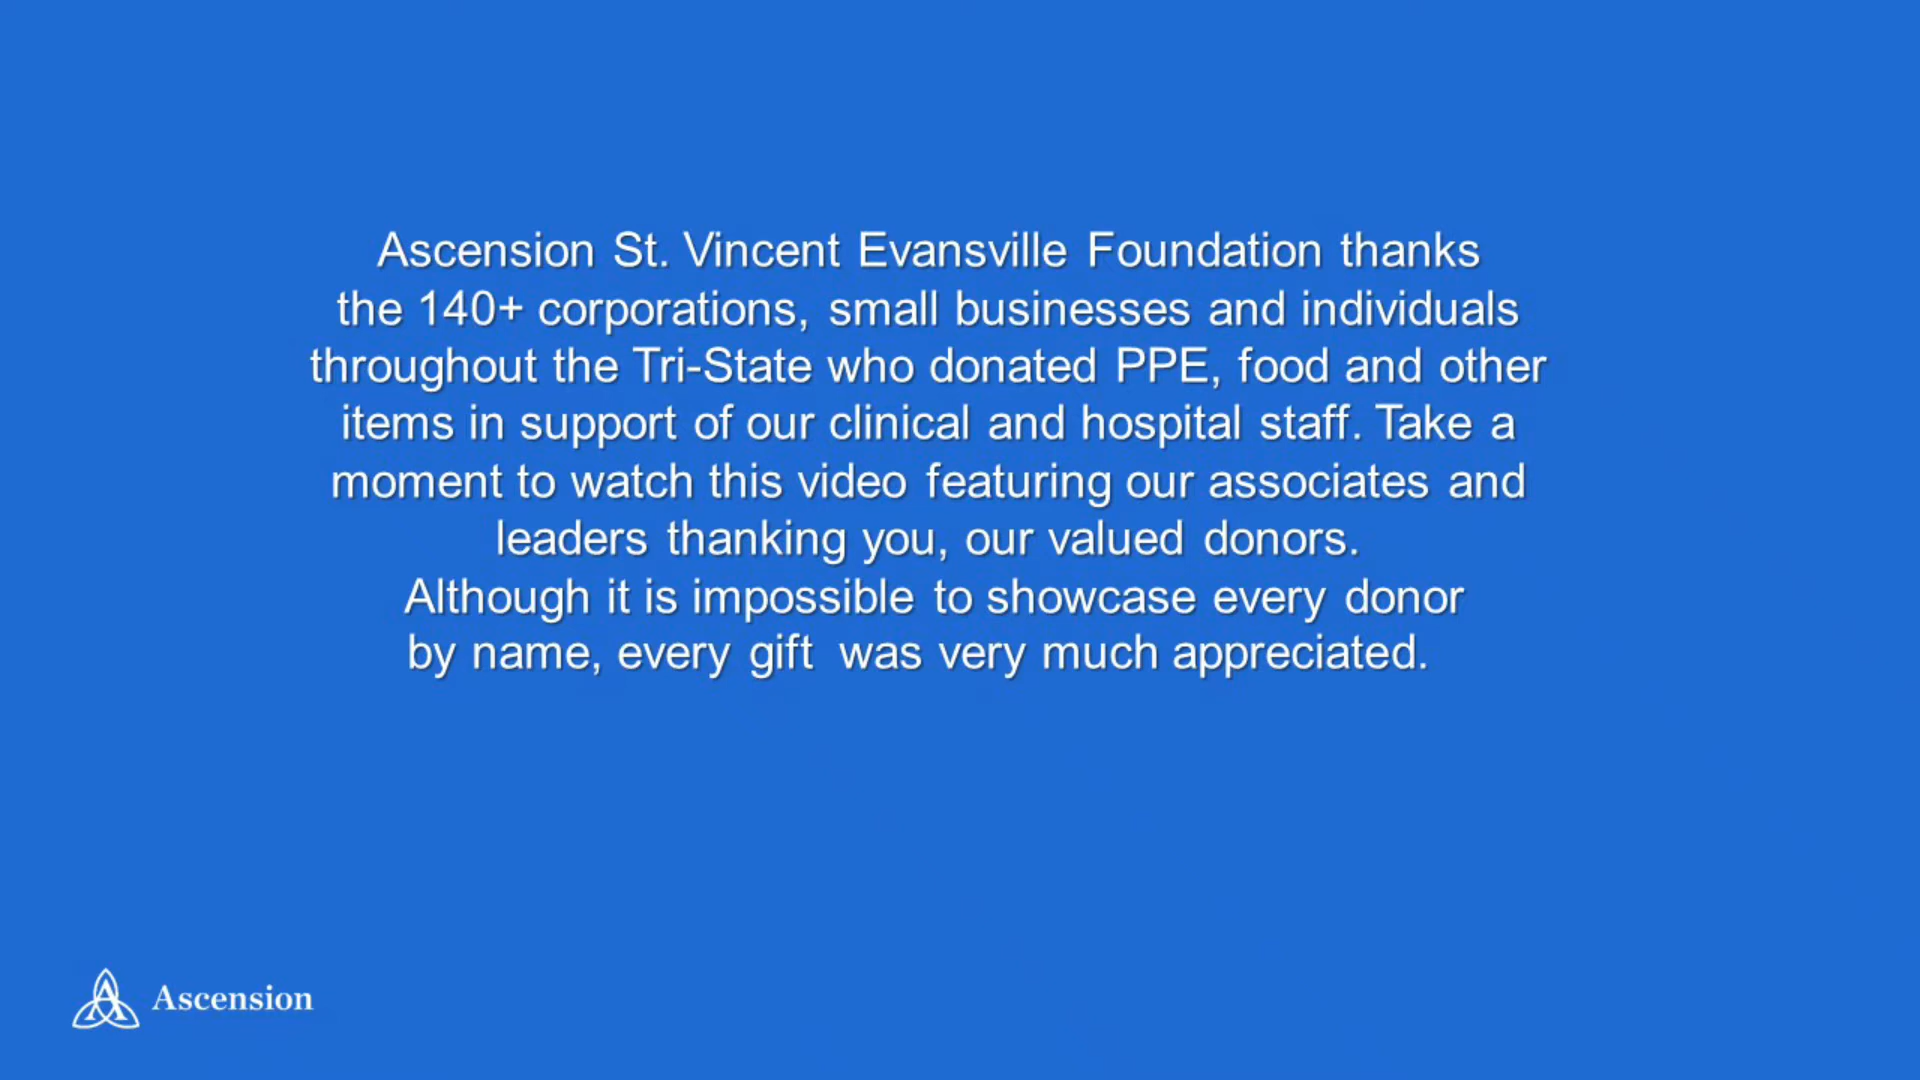 Ascension St. Vincent Evansville Foundation thanks
the 140+ corporations, small businesses and individuals
throughout the Tri-State who donated PPE, food and other
items in support of our clinical and hospital staff. Take a
moment to watch this video featuring our associates and
leaders thanking you, our valued donors.
Although it is impossible to showcase every donor
by name, every gift  was very much appreciated.
Ascension